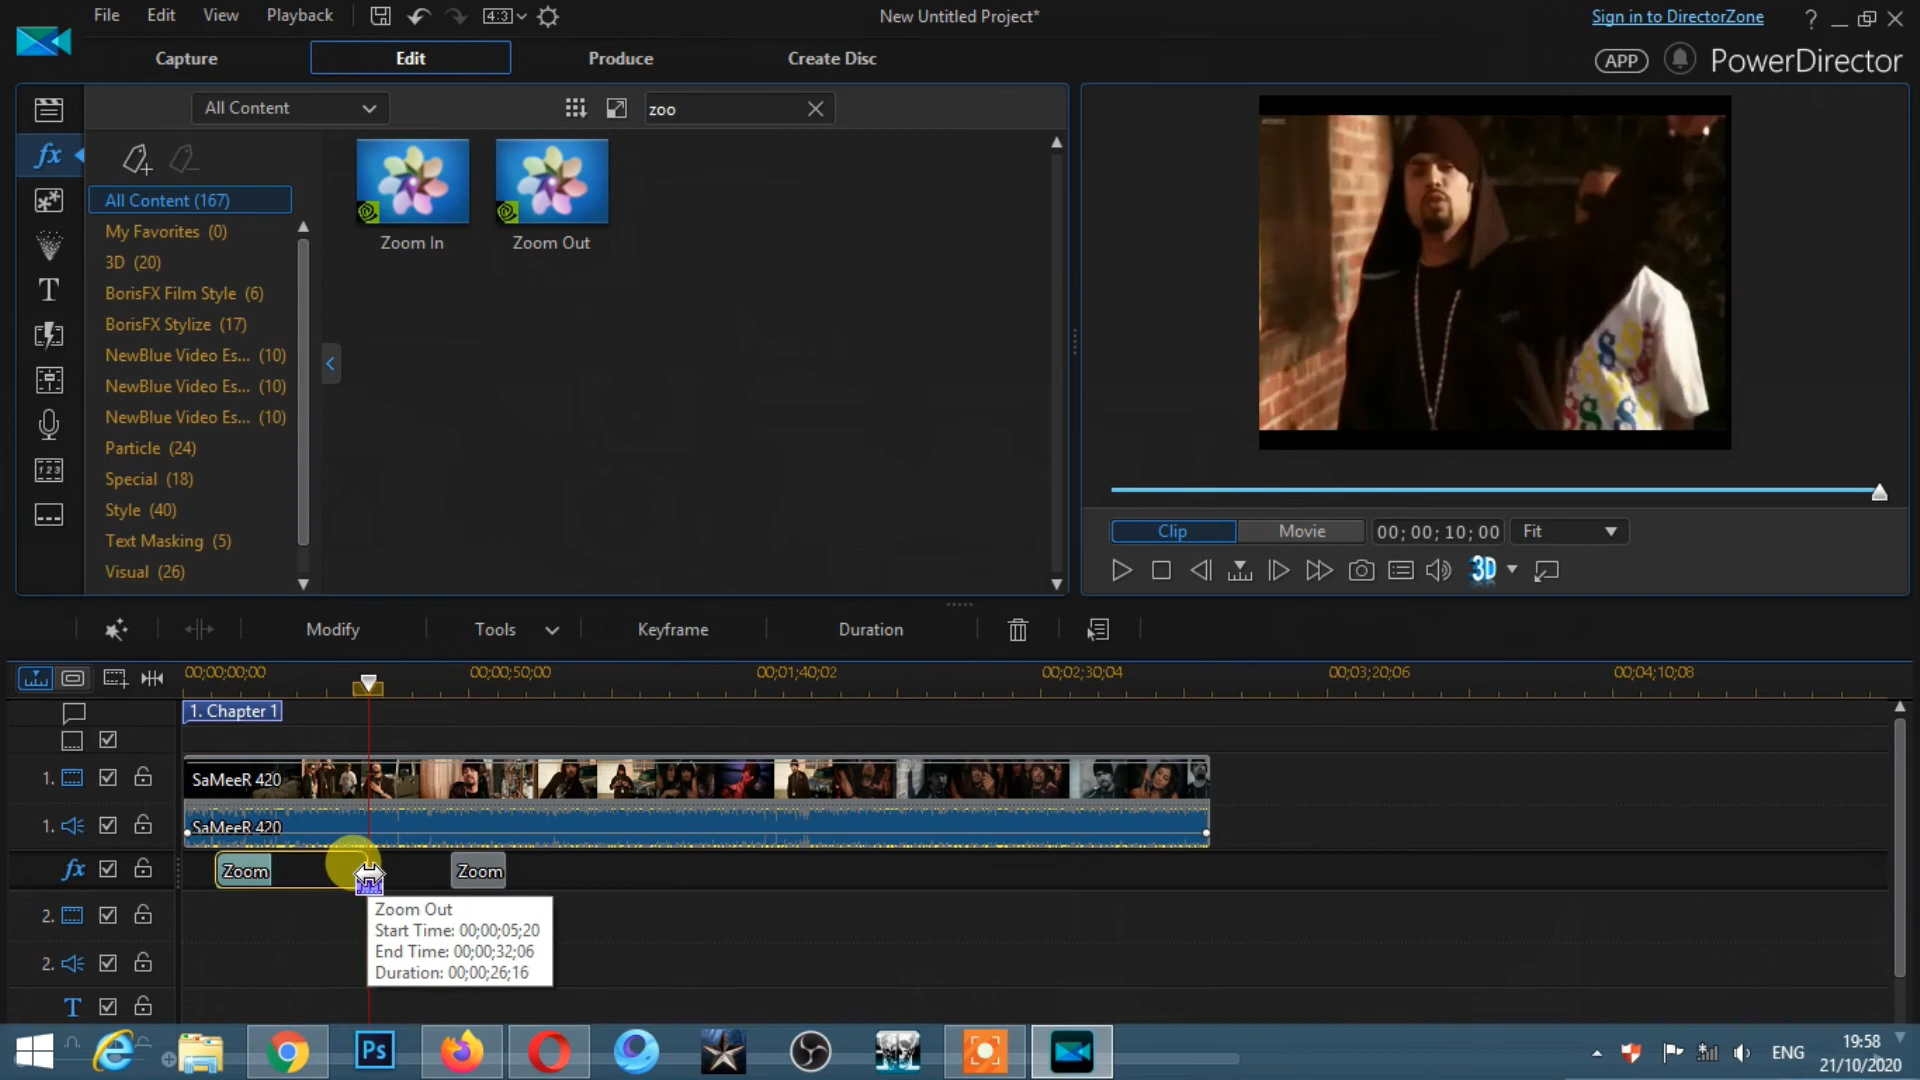 File Edit View Playback 4:3 New Untitled Project* Sign in to DirectorZone ?
Capture Edit Produce Create Disc APP PowerDirector
All Content zoo
fx
All Content (167)
My Favorites (0)
3D (20)
BorisFX Film Style (6)
BorisFX Stylize (17)
NewBlue Video Es... (10)
NewBlue Video Es... (10)
NewBlue Video Es... (10)
Particle (24)
Special (18)
Style (40)
Text Masking (5)
Visual (26)
Zoom In Zoom Out
T
123
Clip Movie 00; 00; 10; 00 Fit
3D
Modify Tools Keyframe Duration
00;00;00;00 00;00;50;00 00;01;40;02 00;02;30;04 00;03;20;06 00;04;10;08
1. Chapter 1
1. SaMeeR 420
1. SaMeeR 420
fx Zoom Zoom
Zoom Out
Start Time: 00;00;05;20
End Time: 00;00;32;06
Duration: 00;00;26;16
2.
2.
T
Ps ENG 19:58
21/10/2020